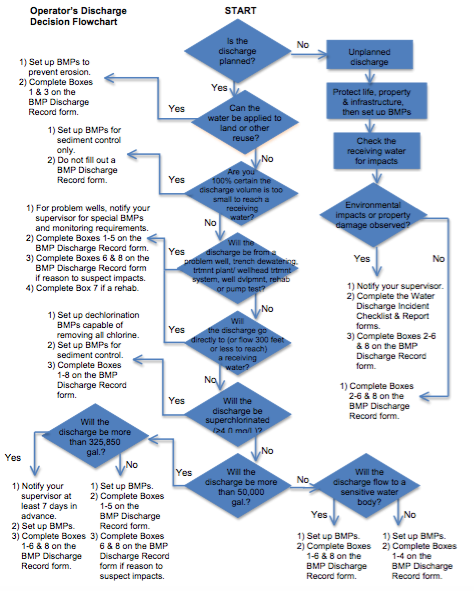 Operator's Discharge
Decision Flowchart
START
Is the
discharge
planned?
No
Unplanned
discharge
Yes
Protect life, property
& infrastructure,
then set up BMPs
Check the
receiving water
for impacts
Environmental
impacts or property
damage observed?
Yes
No
1) Notify your supervisor.
2) Complete the Water
Discharge Incident
Checklist & Report
forms.
3) Complete Boxes 2-6
& 8 on the BMP
Discharge Record
form.
1) Complete Boxes
2-6 & 8 on the
BMP Discharge
Record form.
Can the
water be applied to
land or other
reuse?
Yes
1) Set up BMPs to
prevent erosion.
2) Complete Boxes
1 & 3 on the
BMP Discharge
Record form.
No
Are you
100% certain the
discharge volume is too
small to reach a
receiving
water?
Yes
1) Set up BMPs for
sediment control
only.
2) Do not fill out a
BMP Discharge
Record form.
No
Will the
discharge be from a
problem well, trench dewatering,
trtmnt plant/ wellhead trtmnt
system, well dvlpmnt, rehab
or pump test?
Yes
1) For problem wells, notify your
supervisor for special BMPs
and monitoring requirements.
2) Complete Boxes 1-5 on the
BMP Discharge Record form.
3) Complete Boxes 6 & 8 on the
BMP Discharge Record form
if reason to suspect impacts.
4) Complete Box 7 if a rehab.
No
Will
the discharge go
directly to (or flow 300 feet
or less to reach)
a receiving
water?
Yes
1) Set up dechlorination
BMPs capable of
removing all chlorine.
2) Set up BMPs for
sediment control.
3) Complete Boxes
1-8 on the BMP
Discharge Record
form.
No
Will the
discharge be
superchlorinated
(≥4.0 mg/L)?
Yes
No
Will the
discharge be more
than 50,000
gal.?
Yes
Will the
discharge be more
than 325,850
gal.?
Yes
No
1) Notify your
supervisor at
least 7 days in
advance.
2) Set up BMPs.
3) Complete Boxes
1-6 & 8 on the
BMP Discharge
Record form.
1) Set up BMPs.
2) Complete Boxes
1-5 on the
BMP Discharge
Record form.
3) Complete Boxes
6 & 8 on the BMP
Discharge Record
form if reason to
suspect impacts.
No
Will the
discharge flow to a
sensitive water
body?
Yes
No
1) Set up BMPs.
2) Complete Boxes
1-6 & 8 on the
BMP Discharge
Record form.
1) Set up BMPs.
2) Complete Boxes
1-4 on the BMP
Discharge Record
form.